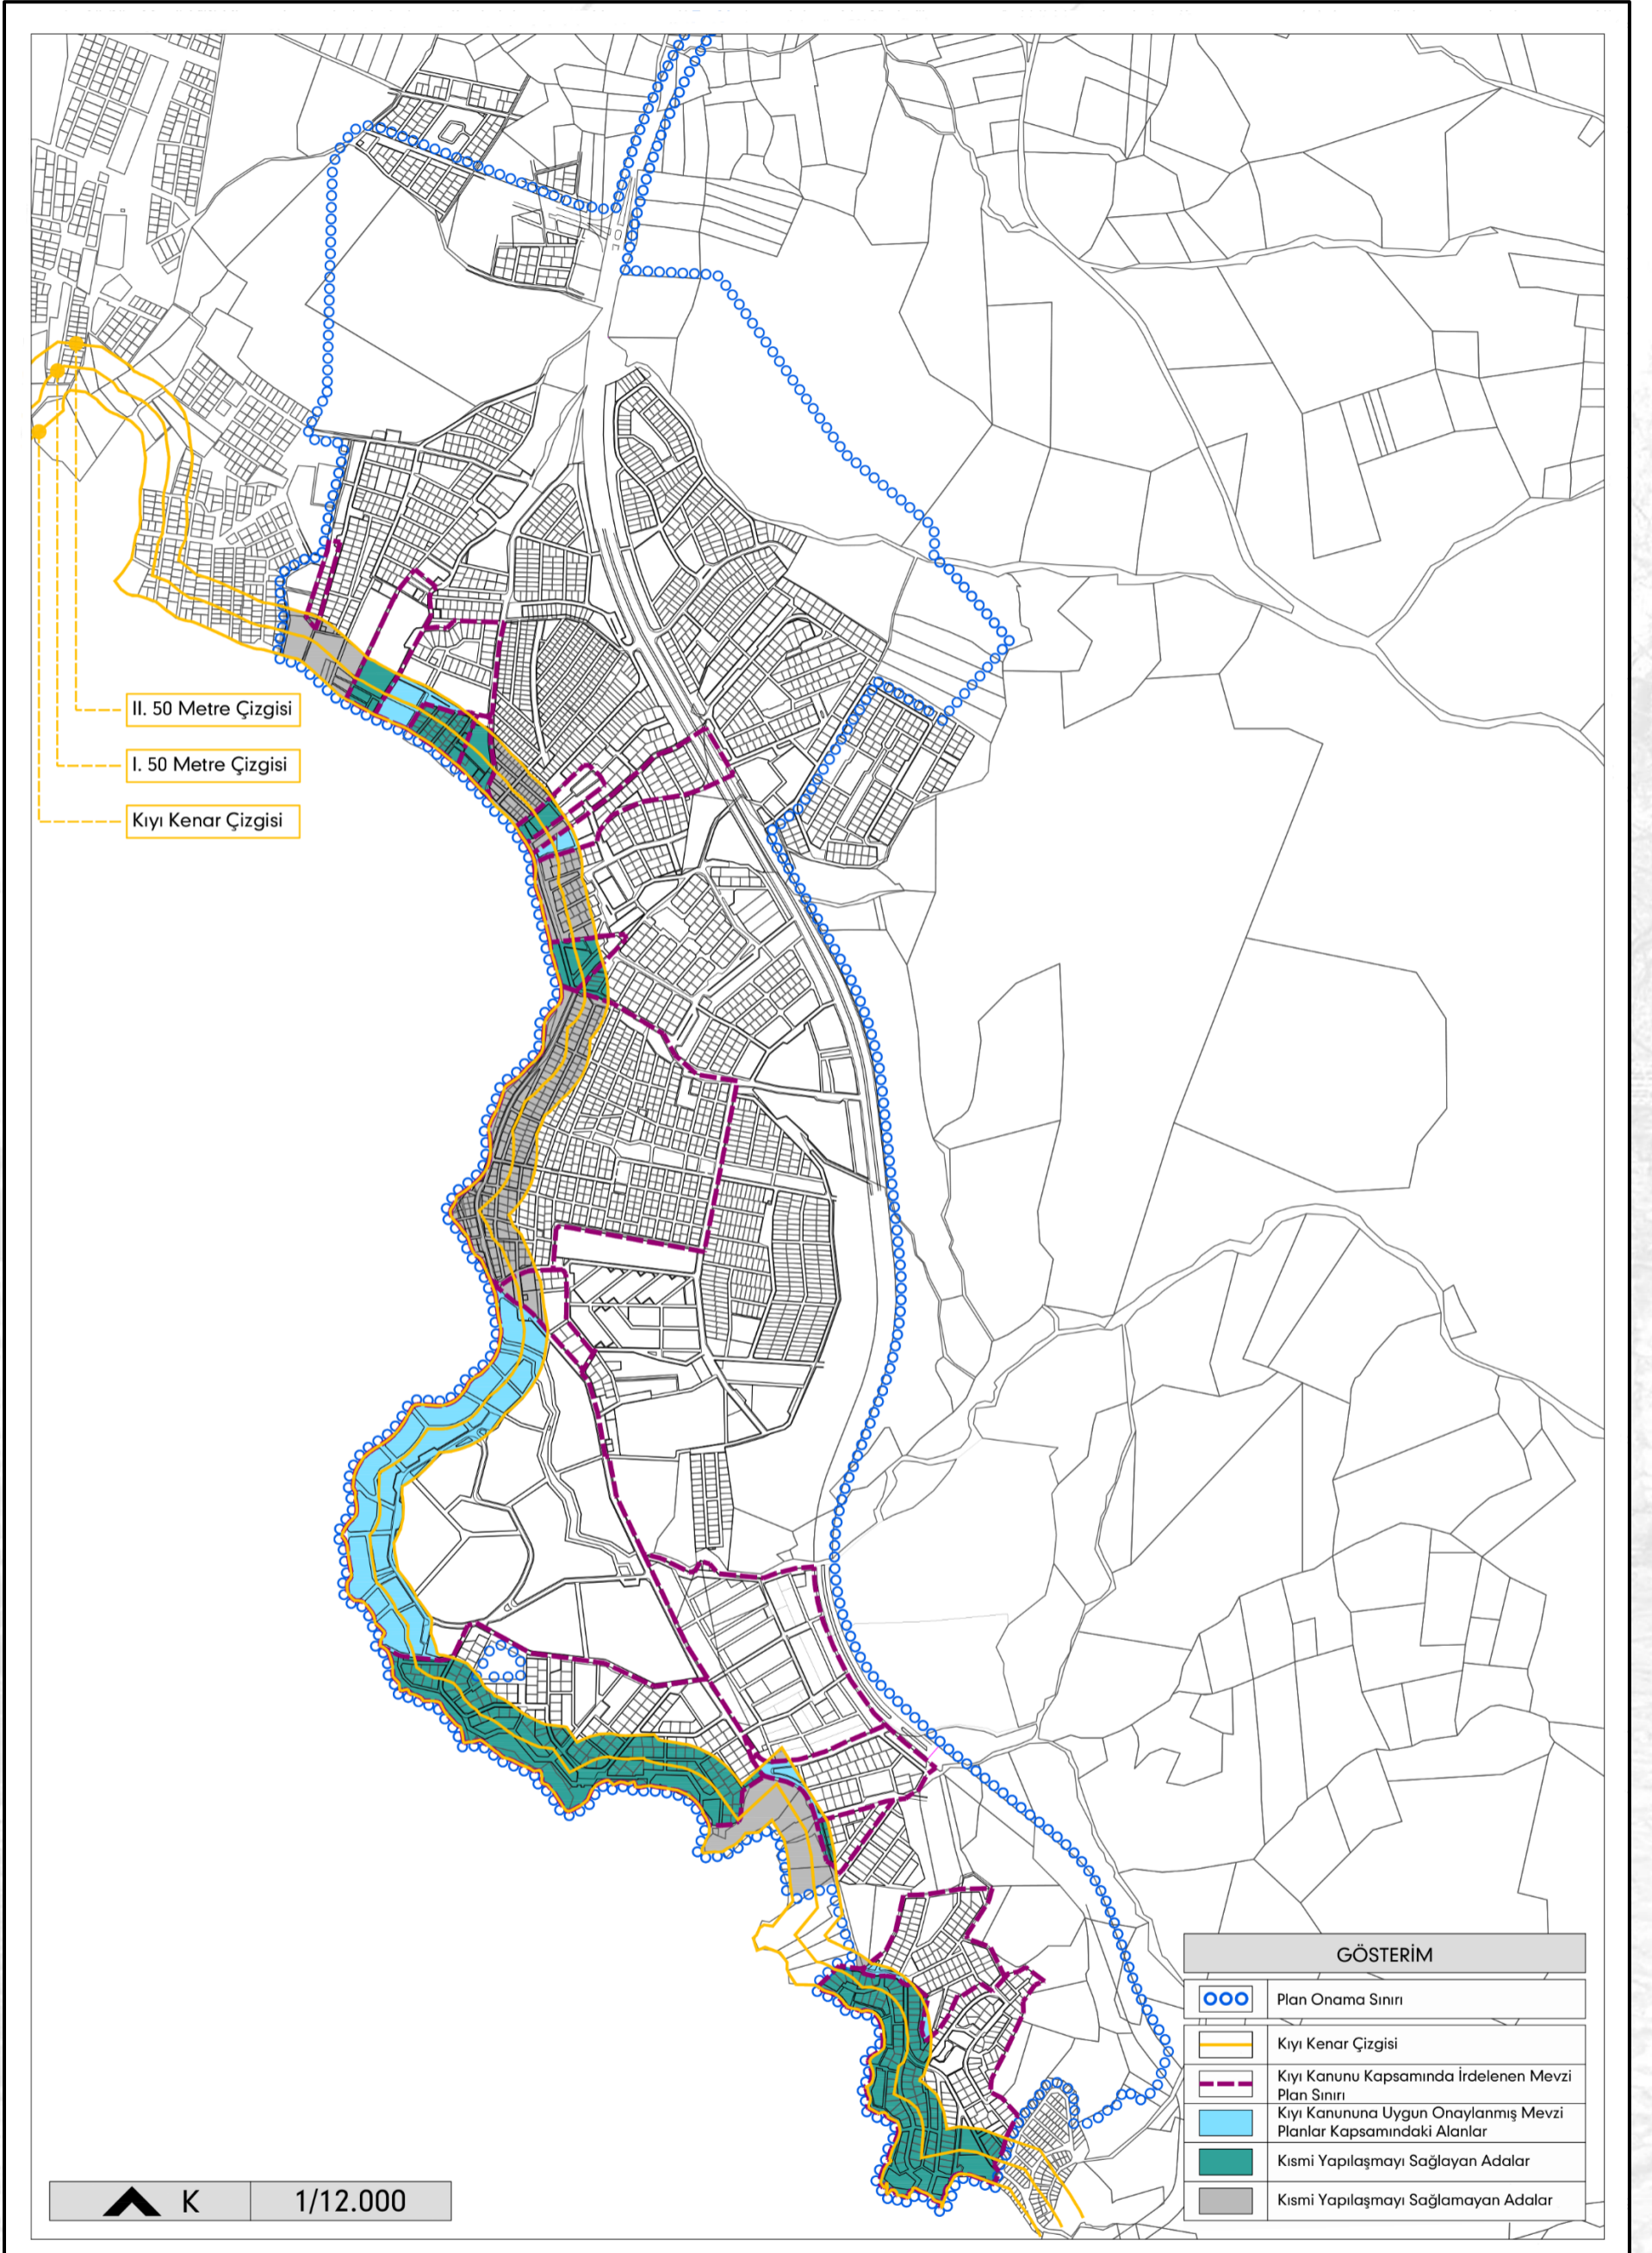 II. 50 Metre Çizgisi
I. 50 Metre Çizgisi
Kıyı Kenar Çizgisi
GÖSTERİM
Plan Onama Sınırı
Kıyı Kenar Çizgisi
Kıyı Kanunu Kapsamında İrdelenen Mevzi
Plan Sınırı
Kıyı Kanununa Uygun Onaylanmış Mevzi
Planlar Kapsamındaki Alanlar
Kısmi Yapılaşmayı Sağlayan Adalar
Kısmi Yapılaşmayı Sağlamayan Adalar
K
1/12.000